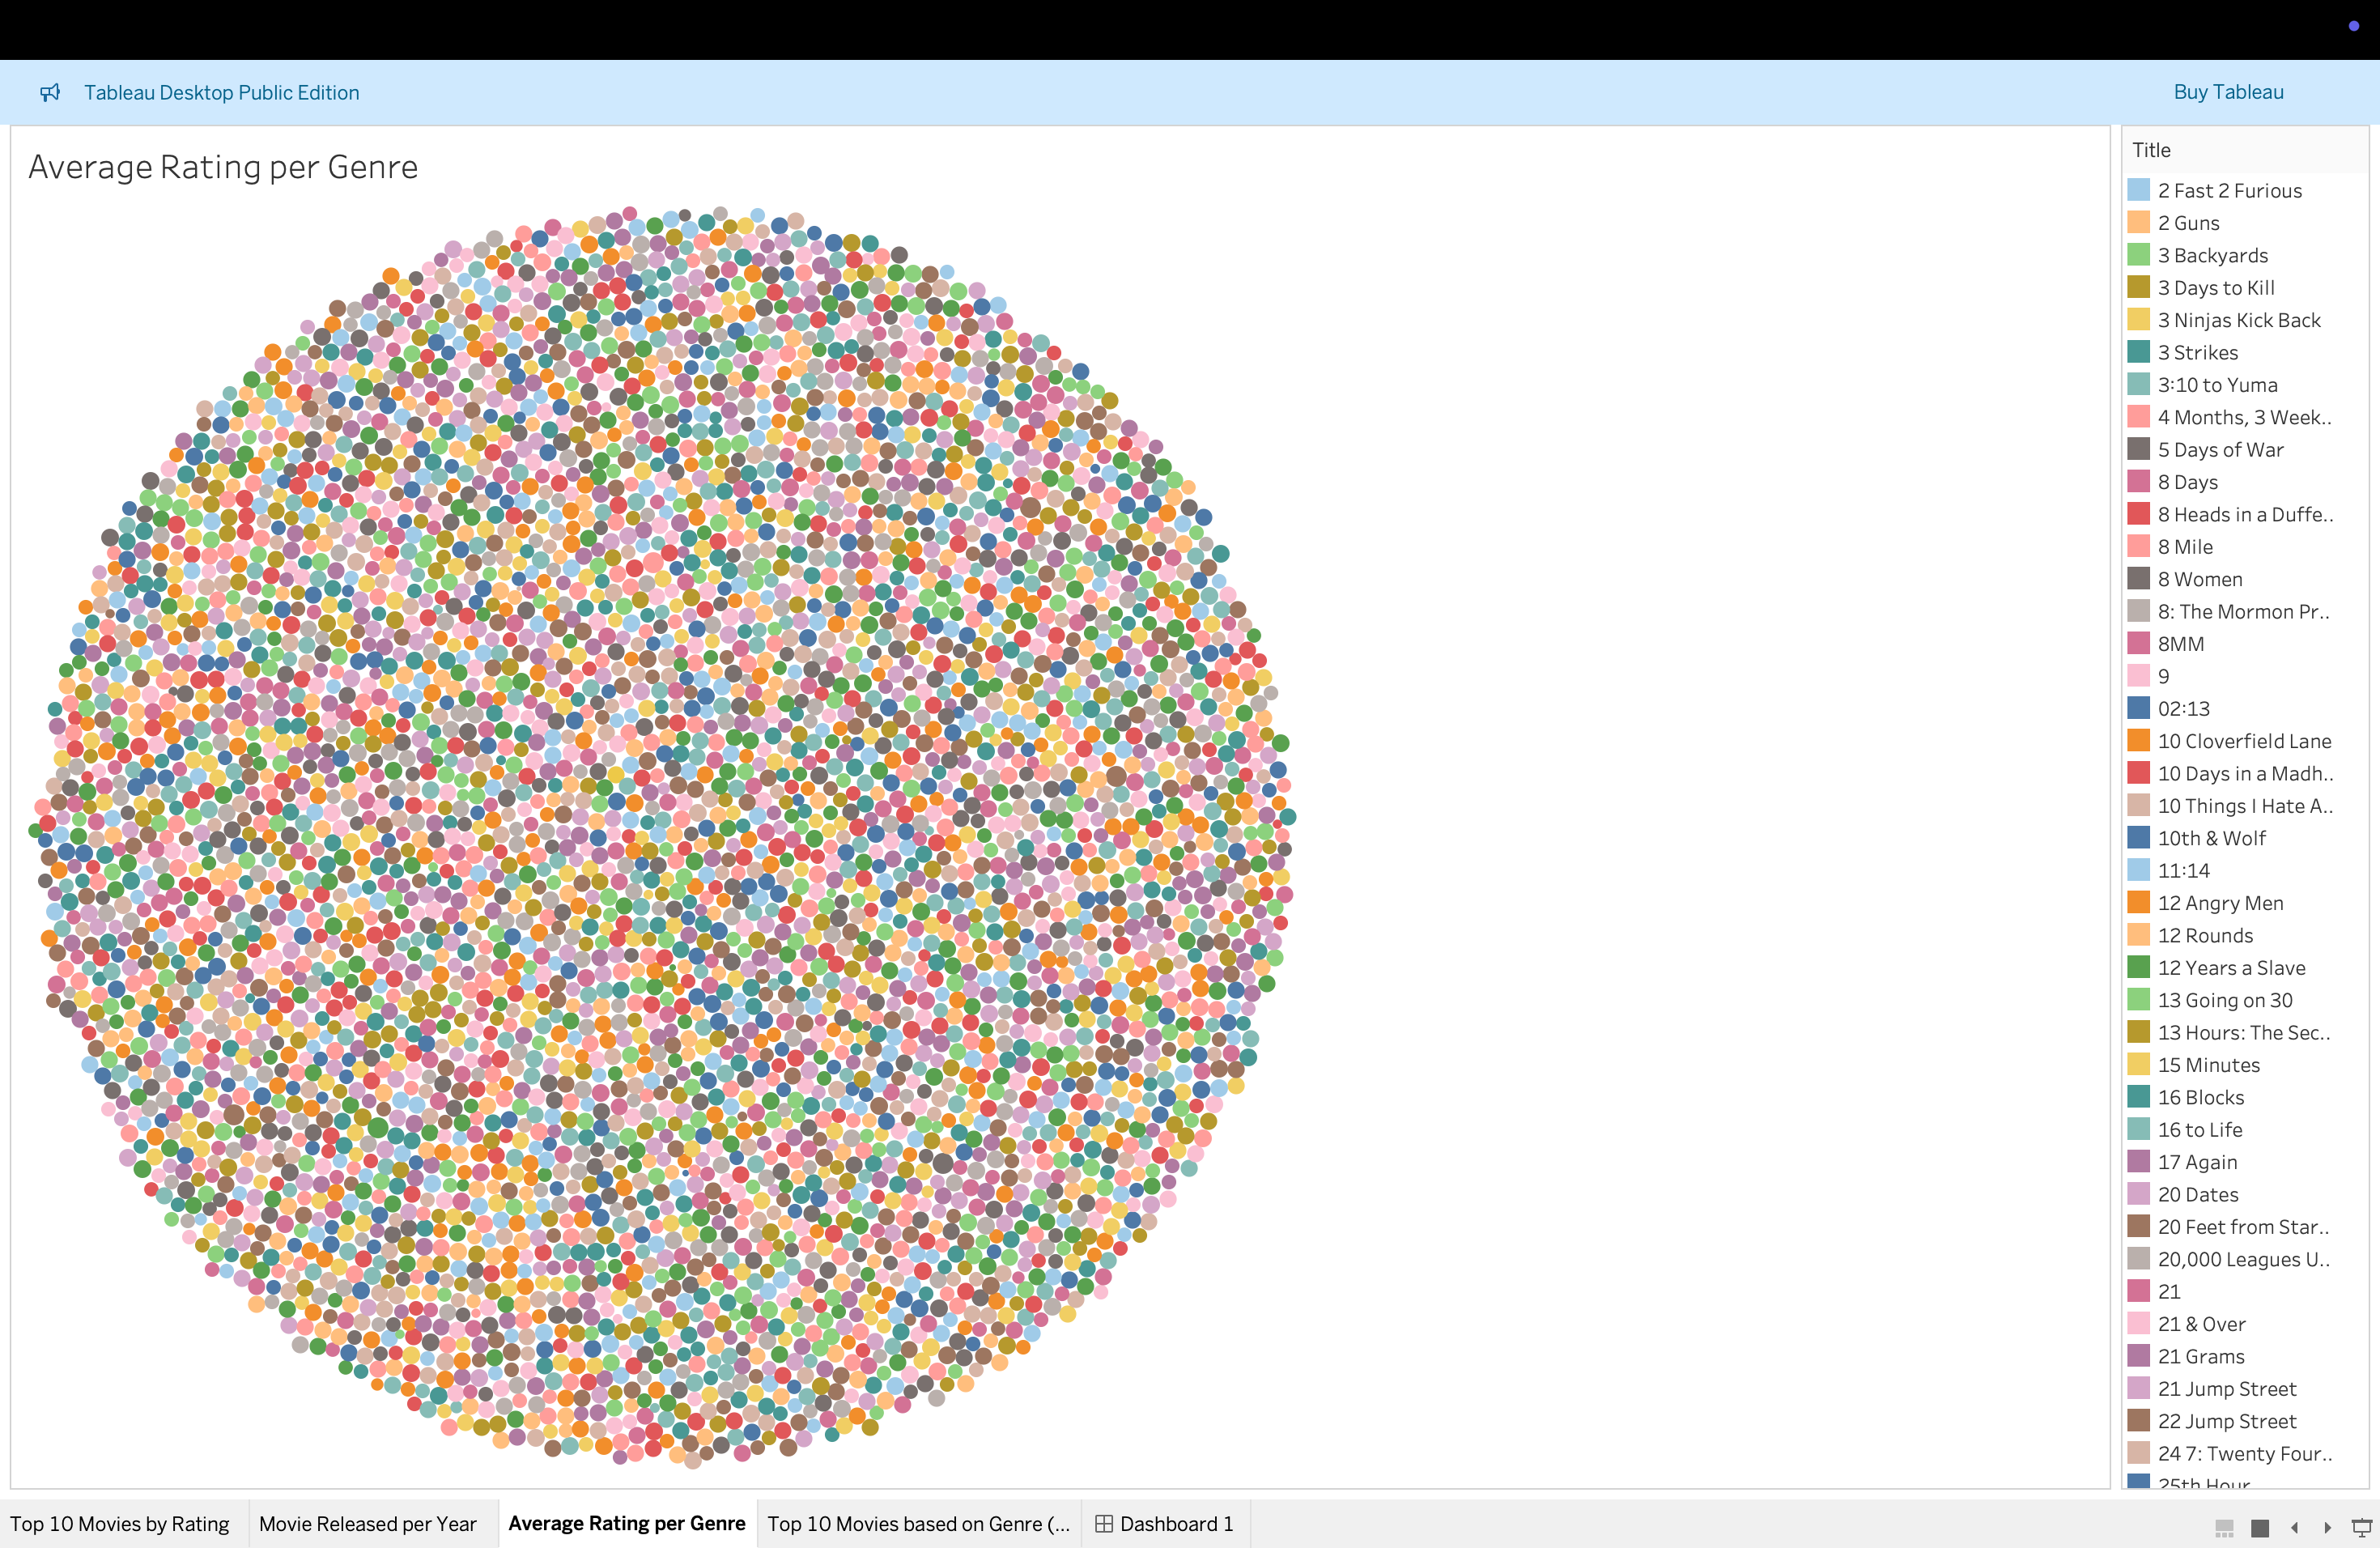 Tableau Desktop Public Edition
Buy Tableau
Average Rating per Genre
Title
2 Fast 2 Furious
2 Guns
3 Backyards
3 Days to Kill
3 Ninjas Kick Back
3 Strikes
3:10 to Yuma
4 Months, 3 Week..
5 Days of War
8 Days
8 Heads in a Duffe..
8 Mile
8 Women
8: The Mormon Pr..
8MM
9
02:13
10 Cloverfield Lane
10 Days in a Madh..
10 Things I Hate A..
10th & Wolf
11:14
12 Angry Men
12 Rounds
12 Years a Slave
13 Going on 30
13 Hours: The Sec..
15 Minutes
16 Blocks
16 to Life
17 Again
20 Dates
20 Feet from Star..
20,000 Leagues U..
21
21 & Over
21 Grams
21 Jump Street
22 Jump Street
24 7: Twenty Four..
25th Hour
Top 10 Movies by Rating
Movie Released per Year
Average Rating per Genre
Top 10 Movies based on Genre (...
Dashboard 1